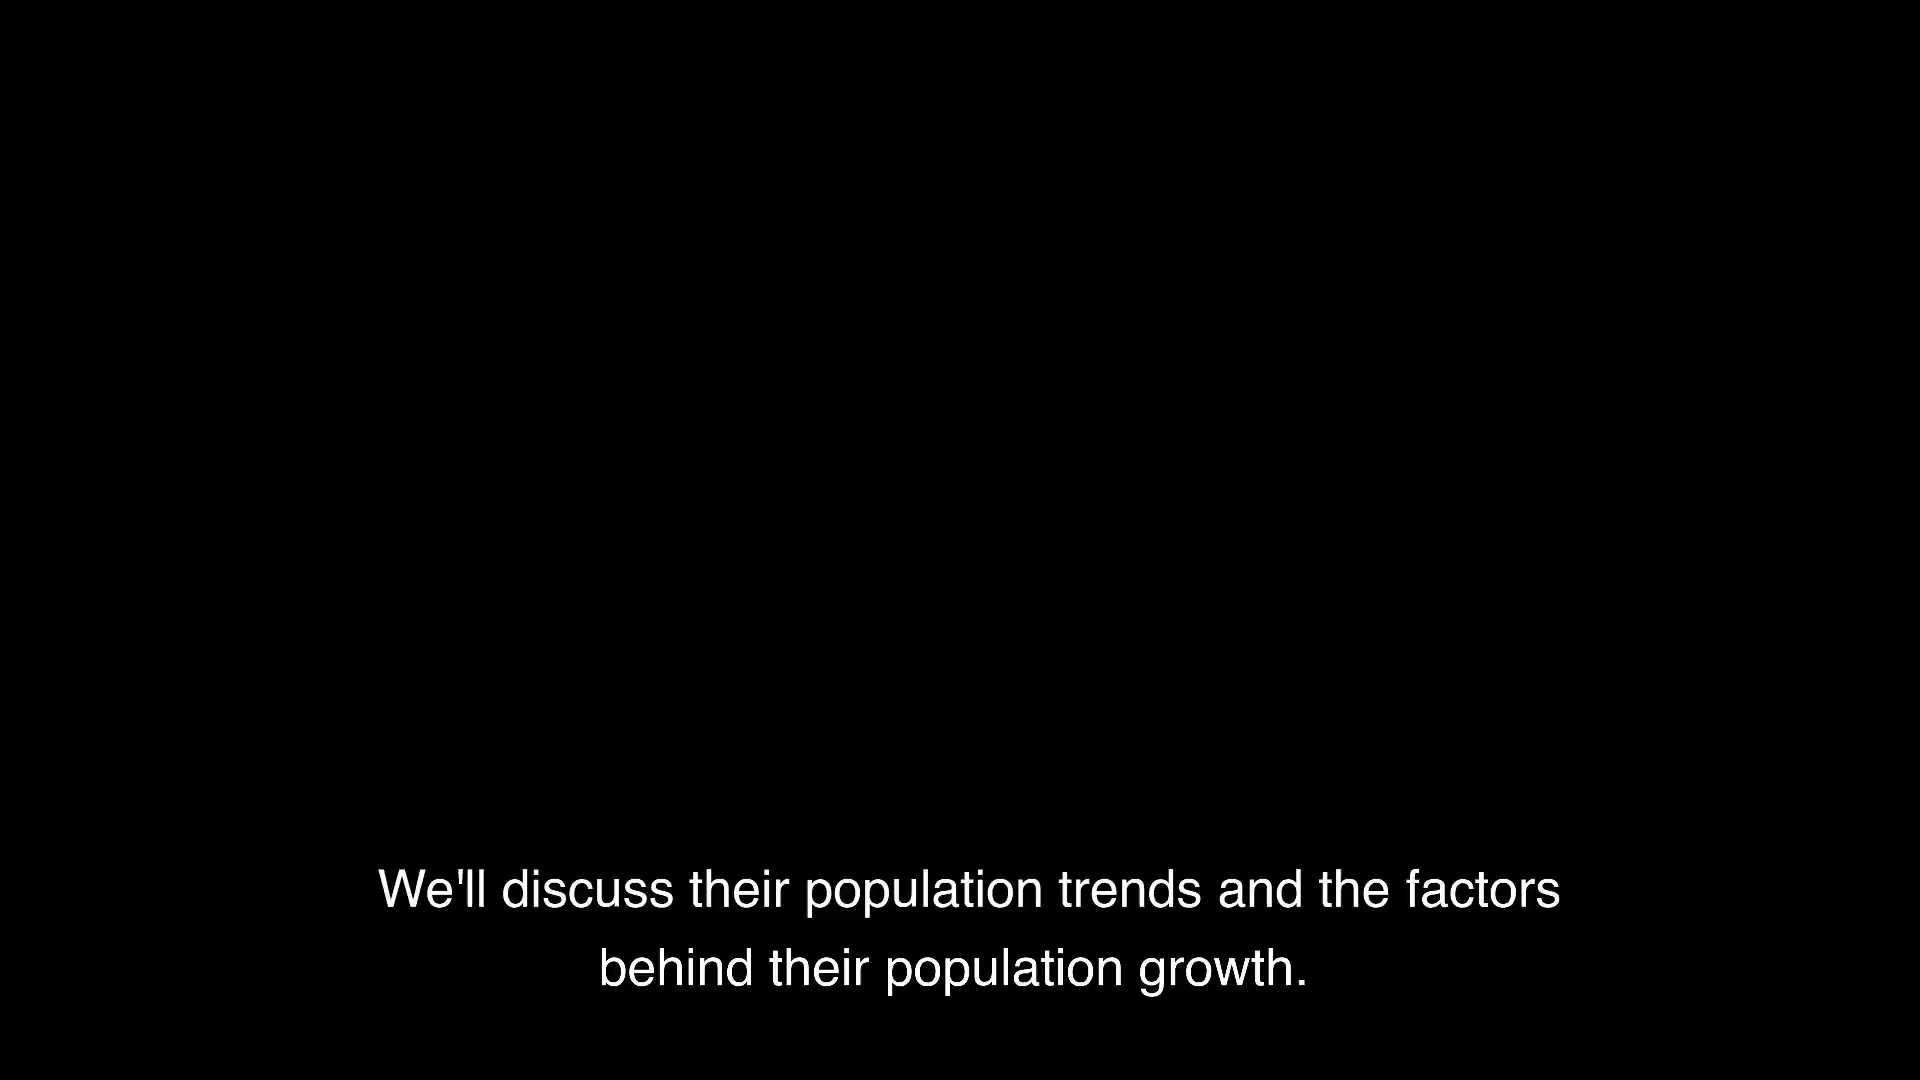 We'll discuss their population trends and the factors
behind their population growth.